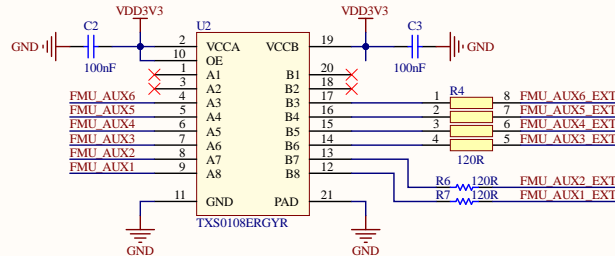 VDD3V3 VDD3V3
C2 U2 C3
GND 2 VCCA VCCB 19 GND
100nF 10 OE 100nF
1 A1 B1 20
3 A2 B2 18 R4
FMU_AUX6 4 A3 B3 17 1 8 FMU_AUX6_EXT
FMU_AUX5 5 A4 B4 16 2 7 FMU_AUX5_EXT
FMU_AUX4 6 A5 B5 15 3 6 FMU_AUX4_EXT
FMU_AUX3 7 A6 B6 14 4 5 FMU_AUX3_EXT
FMU_AUX2 8 A7 B7 13 120R
FMU_AUX1 9 A8 B8 12
R6 120R FMU_AUX2_EXT
11 GND PAD 21 R7 120R FMU_AUX1_EXT
TXS0108ERGYR
GND GND